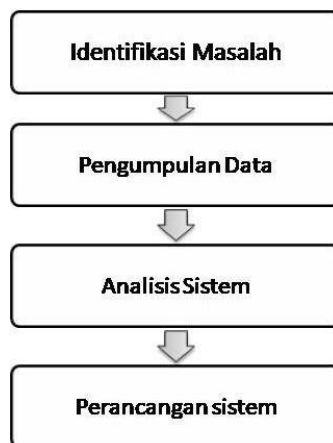 Identifikasi Masalah
Pengumpulan Data
Analisis Sistem
Perancangan sistem